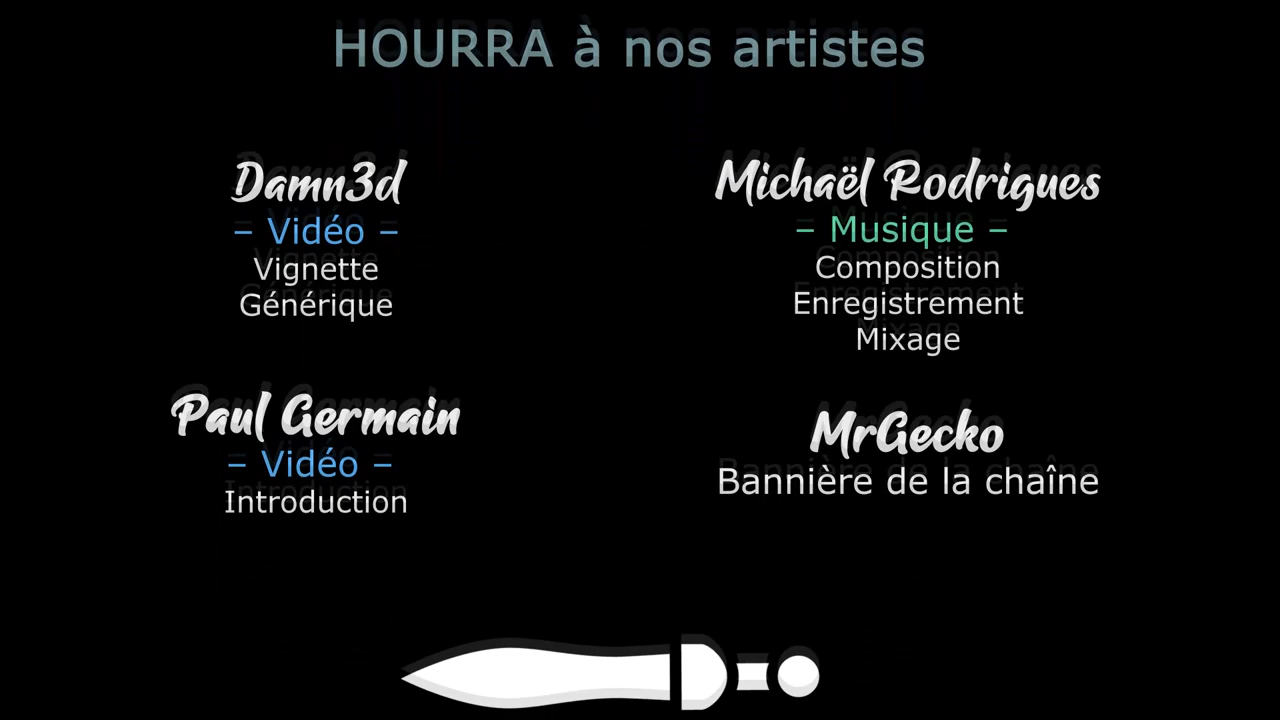 HOURRA à nos artistes
Damn3d
– Vidéo –
Vignette
Générique
Michaël Rodrigues
– Musique –
Composition
Enregistrement
Mixage
Paul Germain
– Vidéo –
Introduction
MrGecko
Bannière de la chaîne